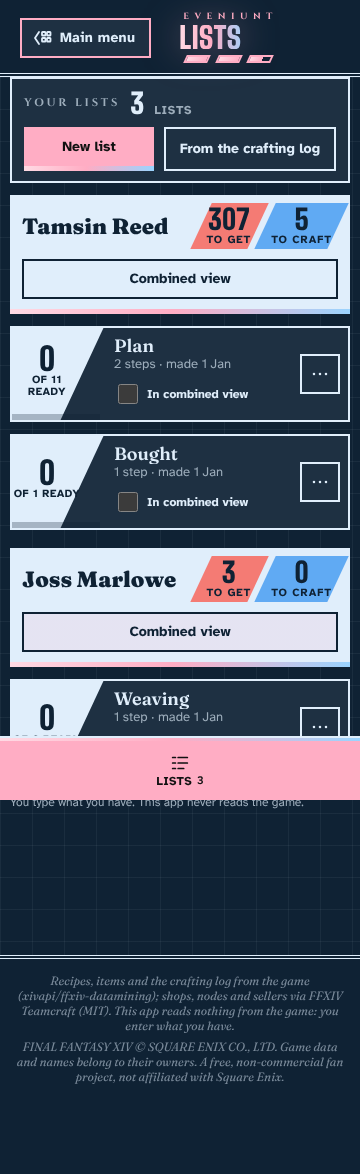 Main menu
EVENIUNT
LISTS
YOUR LISTS 3 LISTS
New list
From the crafting log
Tamsin Reed
307
TO GET
5
TO CRAFT
Combined view
0
OF 11
READY
Plan
2 steps · made 1 Jan
In combined view
...
0
OF 1 READY
Bought
1 step · made 1 Jan
In combined view
...
Joss Marlowe
3
TO GET
0
TO CRAFT
Combined view
0
Weaving
1 step · made 1 Jan
...
LISTS 3
You type what you have. This app never reads the game.
Recipes, items and the crafting log from the game
(xivapi/ffxiv-datamining); shops, nodes and sellers via FFXIV
Teamcraft (MIT). This app reads nothing from the game: you
enter what you have.
FINAL FANTASY XIV © SQUARE ENIX CO., LTD. Game data
and names belong to their owners. A free, non-commercial fan
project, not affiliated with Square Enix.